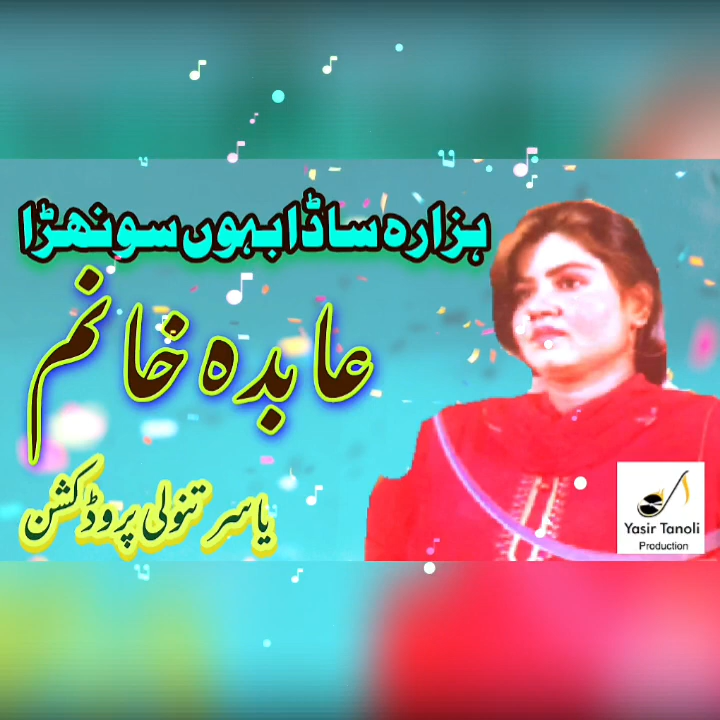 ہزارہ ساڈا بہوں سونھڑا
عابدہ خانم
یاسر تنولی پروڈکشن
Yasir Tanoli
Production